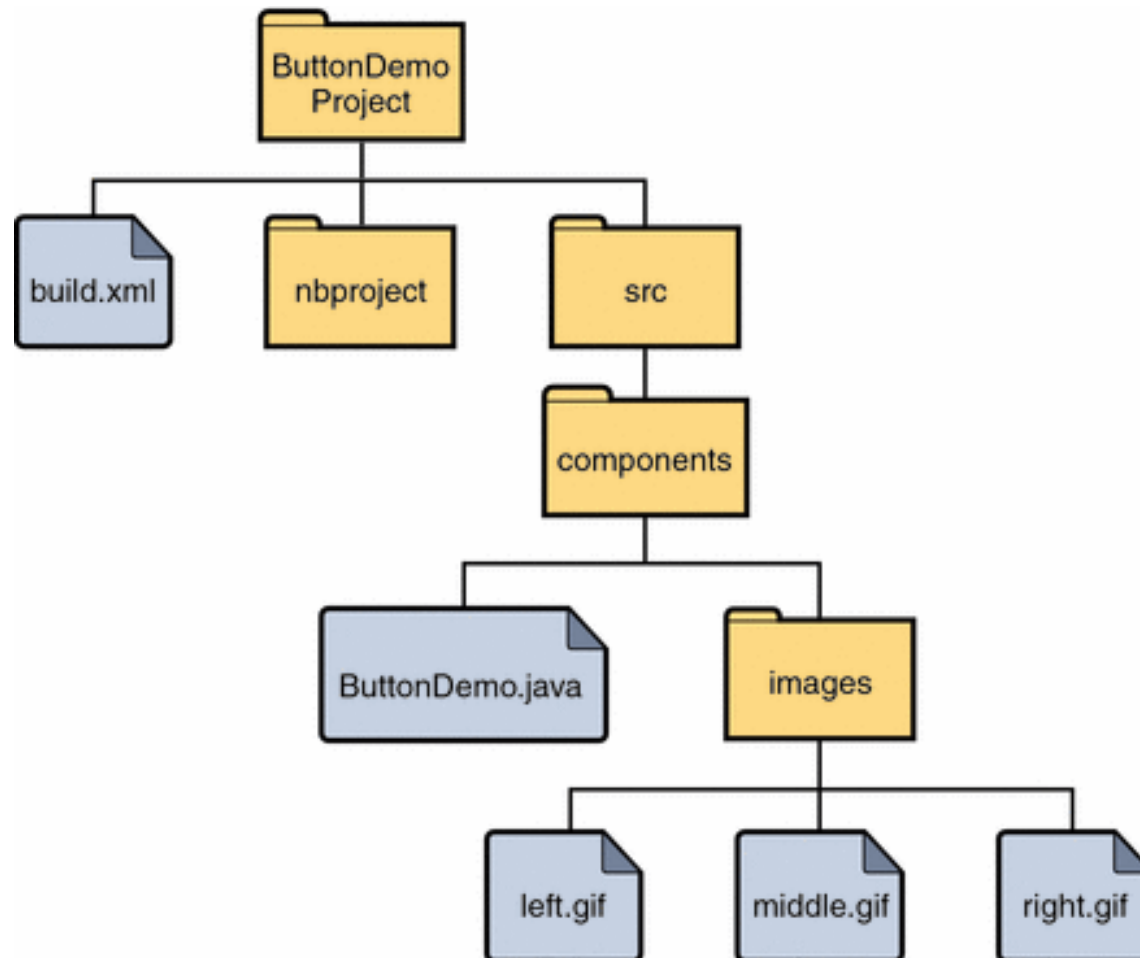 ButtonDemo
Project
build.xml
nbproject
src
components
ButtonDemo.java
images
left.gif
middle.gif
right.gif